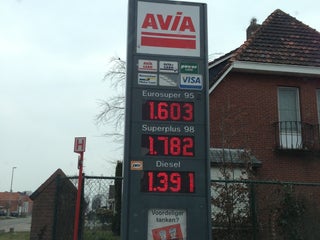 AVIA
VISA
Eurosuper 95
1.603
Superplus 98
1.782
Diesel
1.391
Voordeliger
tanken?
H